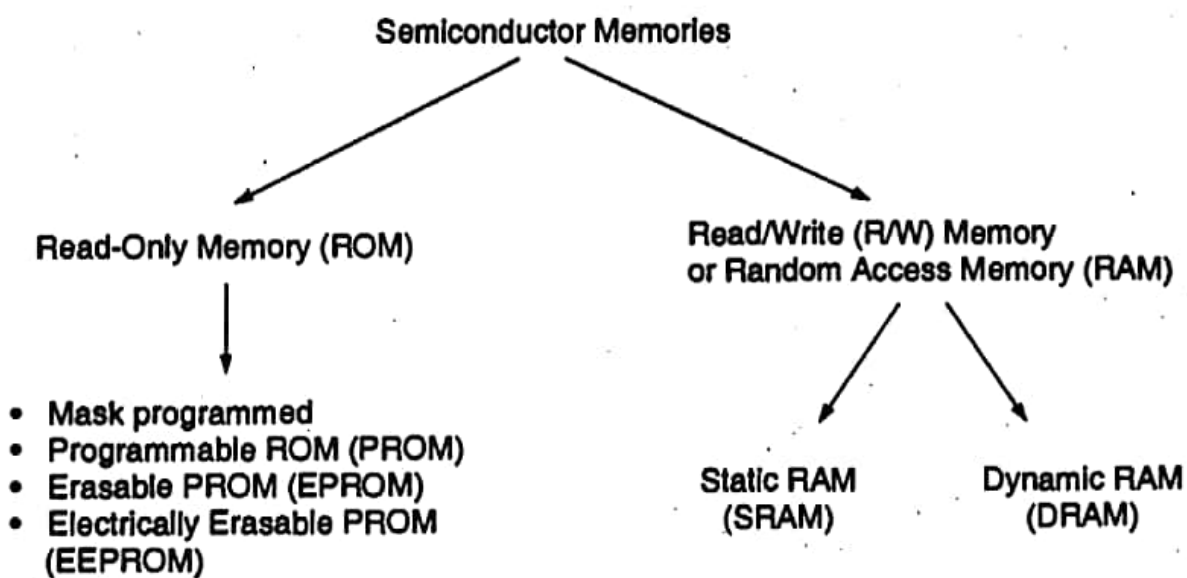 Semiconductor Memories
Read-Only Memory (ROM)
Read/Write (R/W) Memory
or Random Access Memory (RAM)
• Mask programmed
• Programmable ROM (PROM)
• Erasable PROM (EPROM)
• Electrically Erasable PROM
(EEPROM)
Static RAM
(SRAM)
Dynamic RAM
(DRAM)